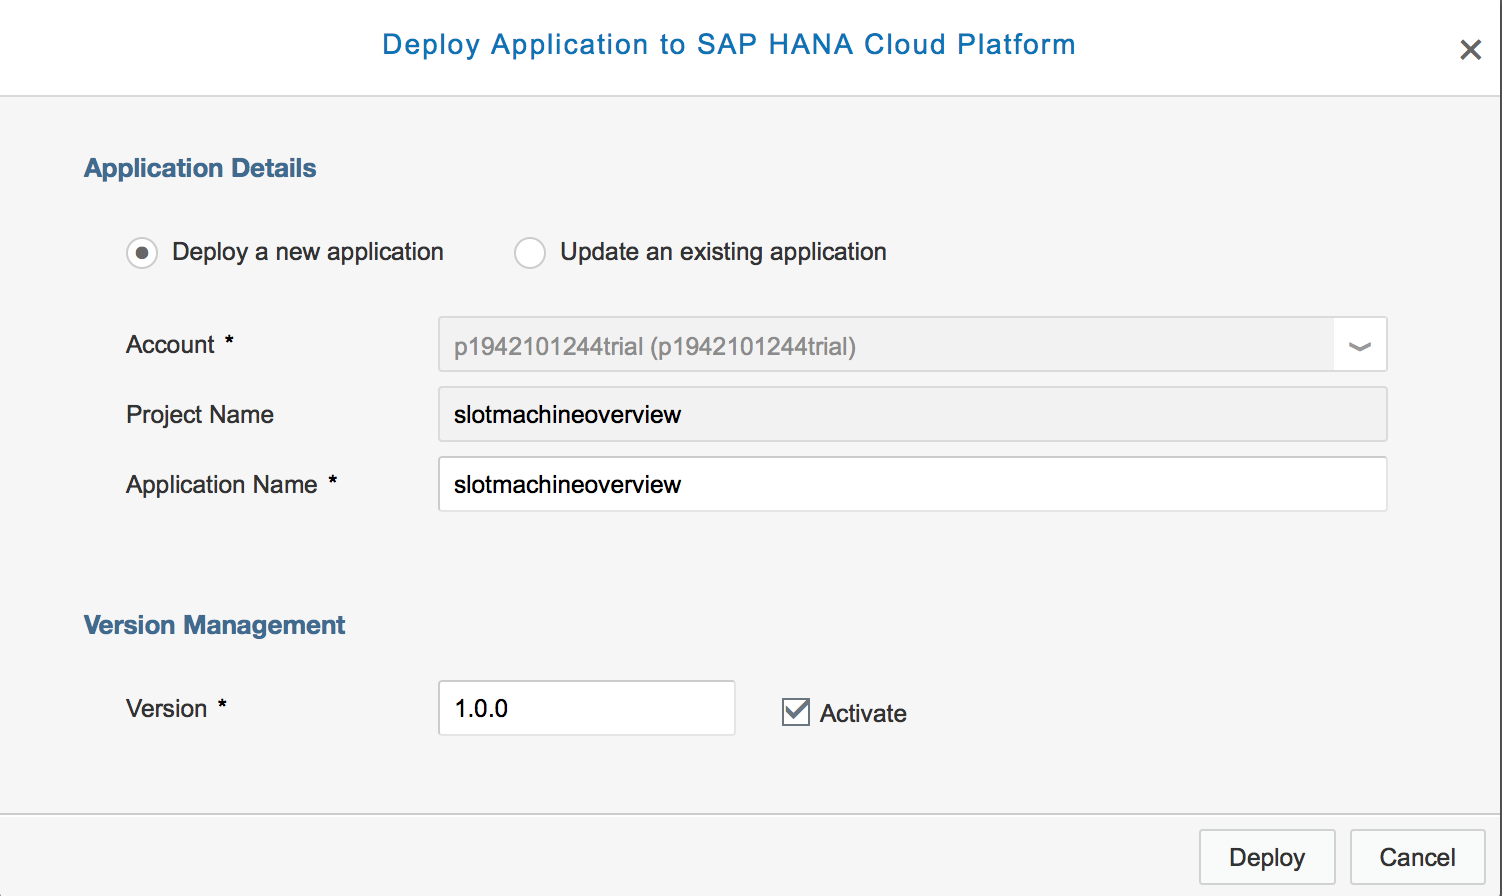 Deploy Application to SAP HANA Cloud Platform
Application Details
Deploy a new application
Update an existing application
Account *
p1942101244trial (p1942101244trial)
Project Name
slotmachineoverview
Application Name *
slotmachineoverview
Version Management
Version *
1.0.0
Activate
Deploy
Cancel